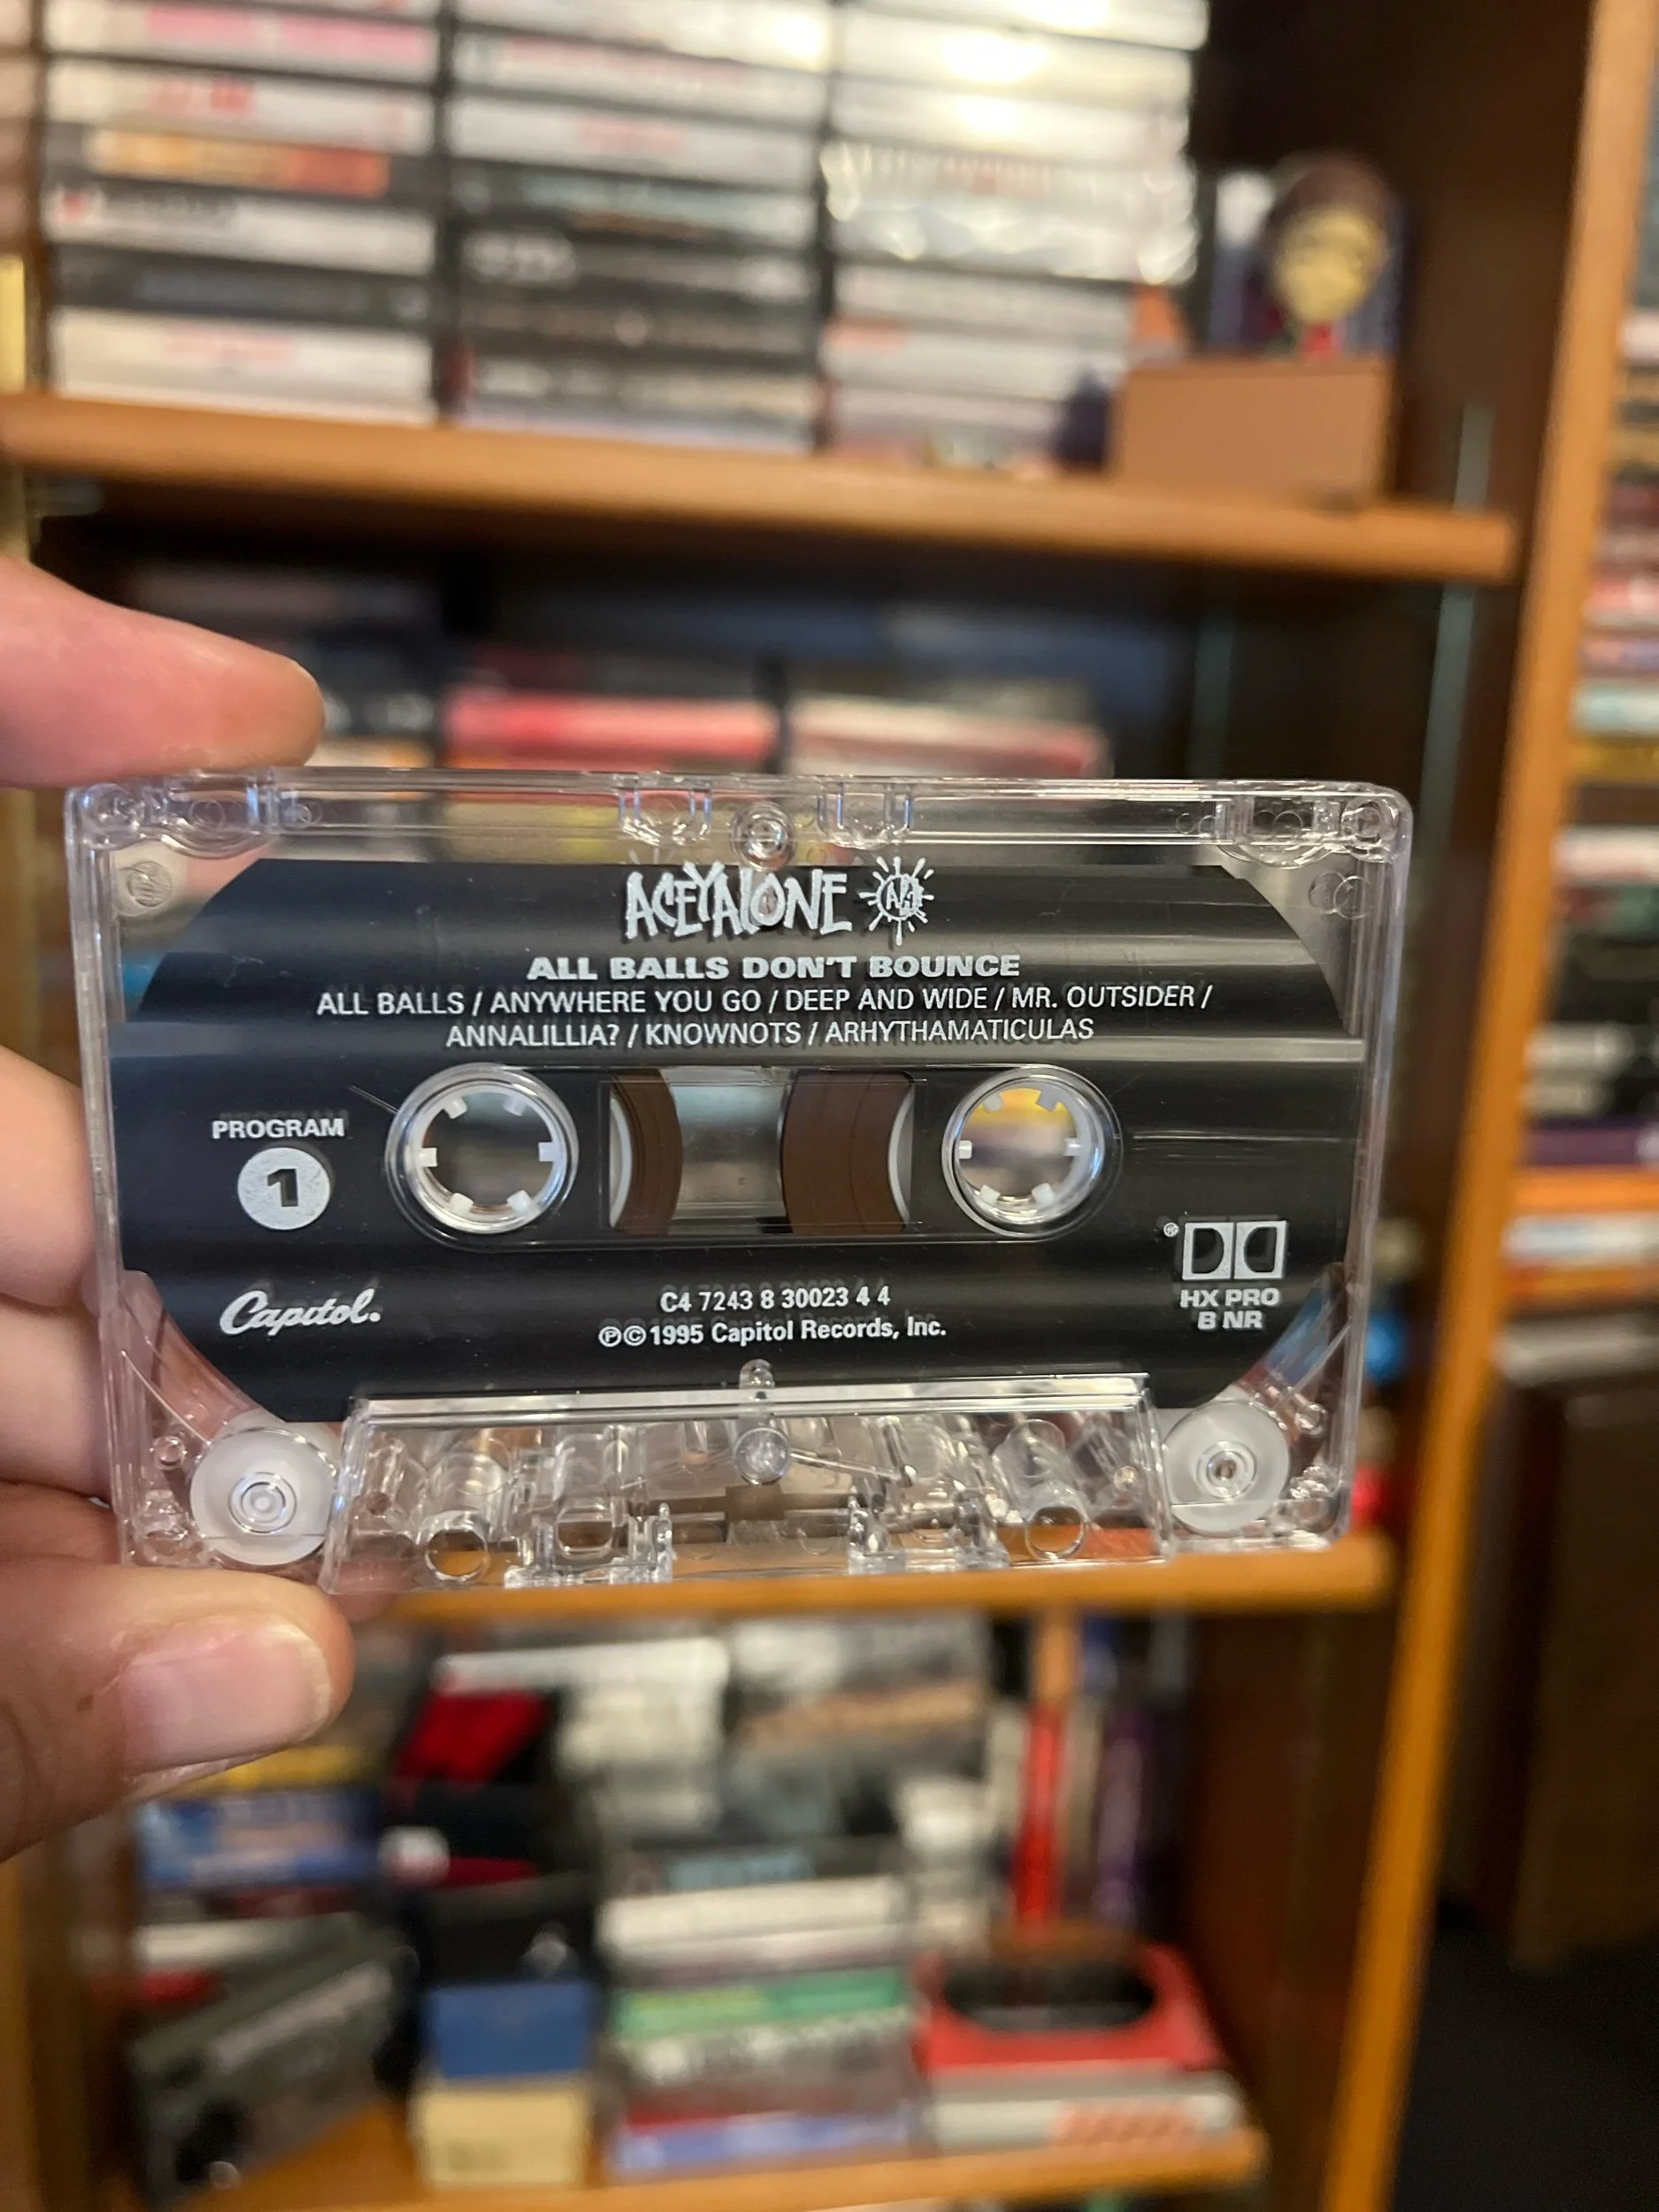 ACEYALONE
ALL BALLS DON'T BOUNCE
ALL BALLS / ANYWHERE YOU GO / DEEP AND WIDE / MR. OUTSIDER /
ANNALILLIA? / KNOWNOTS / ARHYTHAMATICULAS
PROGRAM
1
Capitol.
C4 7243 8 30023 4 4
℗©1995 Capitol Records, Inc.
®
HX PRO
B NR